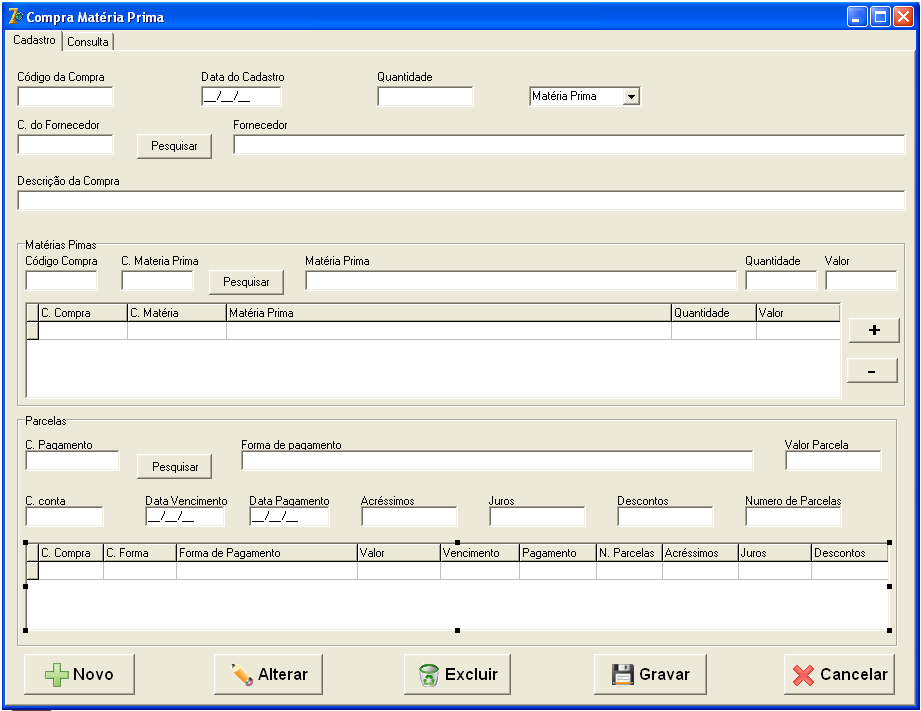 Compra Matéria Prima
Cadastro Consulta
Código da Compra Data do Cadastro Quantidade
__/__/__ Matéria Prima
C. do Fornecedor Fornecedor
Pesquisar
Descrição da Compra
Matérias Pimas
Código Compra C. Materia Prima Matéria Prima Quantidade Valor
Pesquisar
C. Compra C. Matéria Matéria Prima Quantidade Valor
+
-
Parcelas
C. Pagamento Forma de pagamento Valor Parcela
Pesquisar
C. conta Data Vencimento Data Pagamento Acréssimos Juros Descontos Numero de Parcelas
__/__/__ __/__/__
C. Compra C. Forma Forma de Pagamento Valor Vencimento Pagamento N. Parcelas Acréssimos Juros Descontos
Novo Alterar Excluir Gravar Cancelar